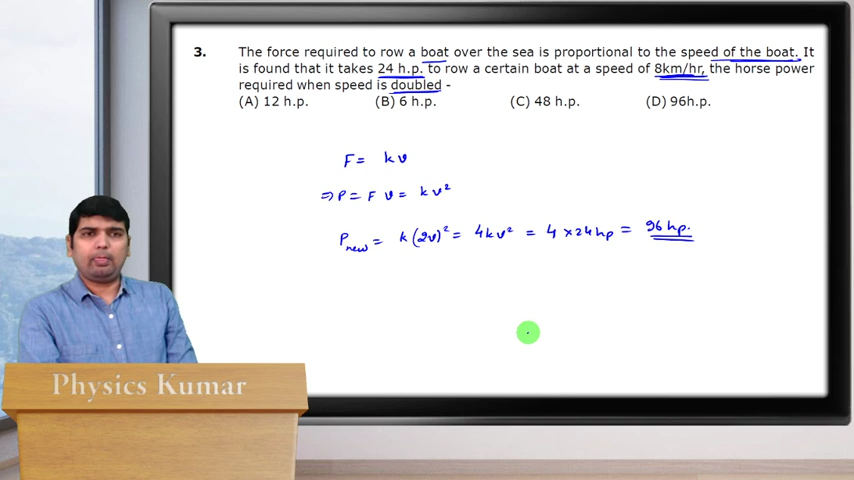 3. The force required to row a boat over the sea is proportional to the speed of the boat. It
is found that it takes 24 h.p. to row a certain boat at a speed of 8km/hr, the horse power
required when speed is doubled -
(A) 12 h.p. (B) 6 h.p. (C) 48 h.p. (D) 96h.p.
F = kv
⇒ P = F v = kv²
Pnew = k(2v)² = 4kv² = 4 × 24 hp = 96 hp.
Physics Kumar